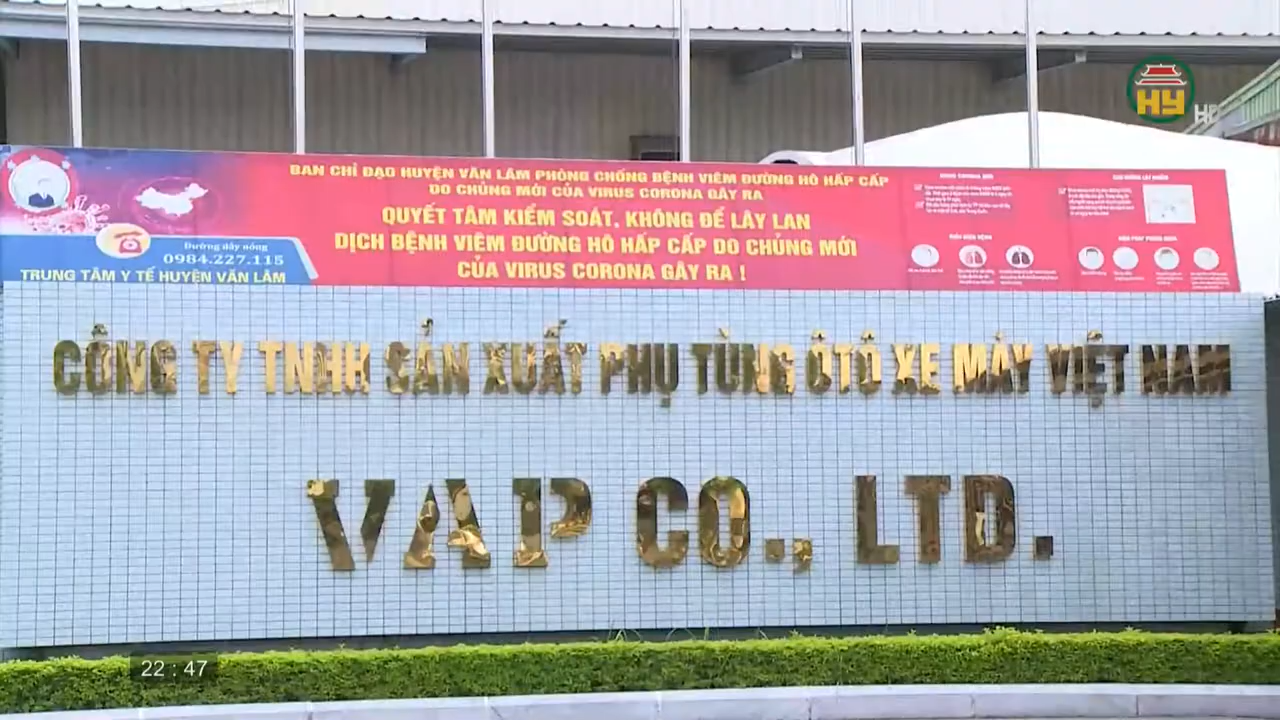 HY
HD
BAN CHỈ ĐẠO HUYỆN VĂN LÂM PHÒNG CHỐNG BỆNH VIÊM ĐƯỜNG HÔ HẤP CẤP
DO CHỦNG MỚI CỦA VIRUS CORONA GÂY RA
QUYẾT TÂM KIỂM SOÁT, KHÔNG ĐỂ LÂY LAN
DỊCH BỆNH VIÊM ĐƯỜNG HÔ HẤP CẤP DO CHỦNG MỚI
CỦA VIRUS CORONA GÂY RA !
Đường dây nóng
0984.227.115
TRUNG TÂM Y TẾ HUYỆN VĂN LÂM
CÔNG TY TNHH SẢN XUẤT PHỤ TÙNG ÔTÔ XE MÁY VIỆT NAM
VAP CO., LTD.
22 : 47